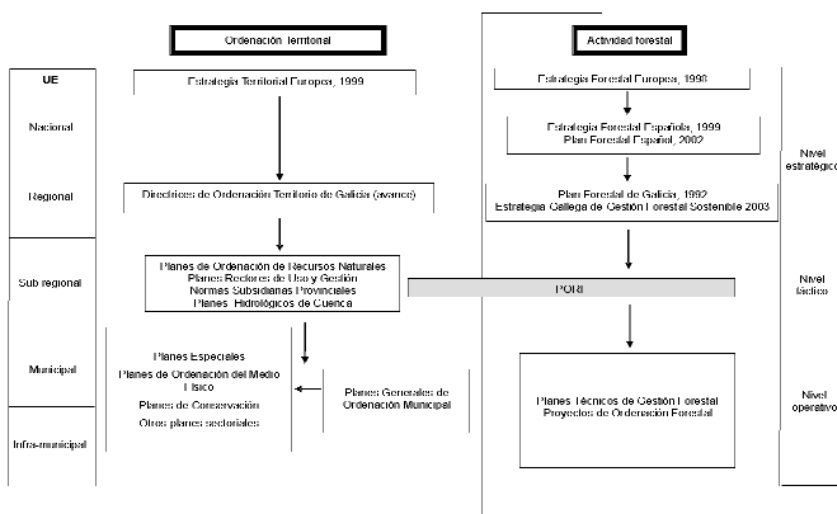 Ordenación Territorial
Actividad forestal
UE
Nacional
Regional
Sub regional
Municipal
Infra-municipal
Estrategia Territorial Europea, 1999
Directrices de Ordenación Territorio de Galicia (avance)
Planes de Ordenación de Recursos Naturales
Planes Rectores de Uso y Gestión
Normas Subsidiarias Provinciales
Planes Hidrológicos de Cuenca
Planes Especiales
Planes de Ordenación del Medio
Físico
Planes de Conservación
Otros planes sectoriales
Planes Generales de
Ordenación Municipal
Estrategia Forestal Europea, 1998
Estrategia Forestal Española, 1999
Plan Forestal Español, 2002
Plan Forestal de Galicia, 1992
Estrategia Gallega de Gestión Forestal Sostenible 2003
PORF
Planes Técnicos de Gestión Forestal
Proyectos de Ordenación Forestal
Nivel
estratégico
Nivel
táctico
Nivel
operativo